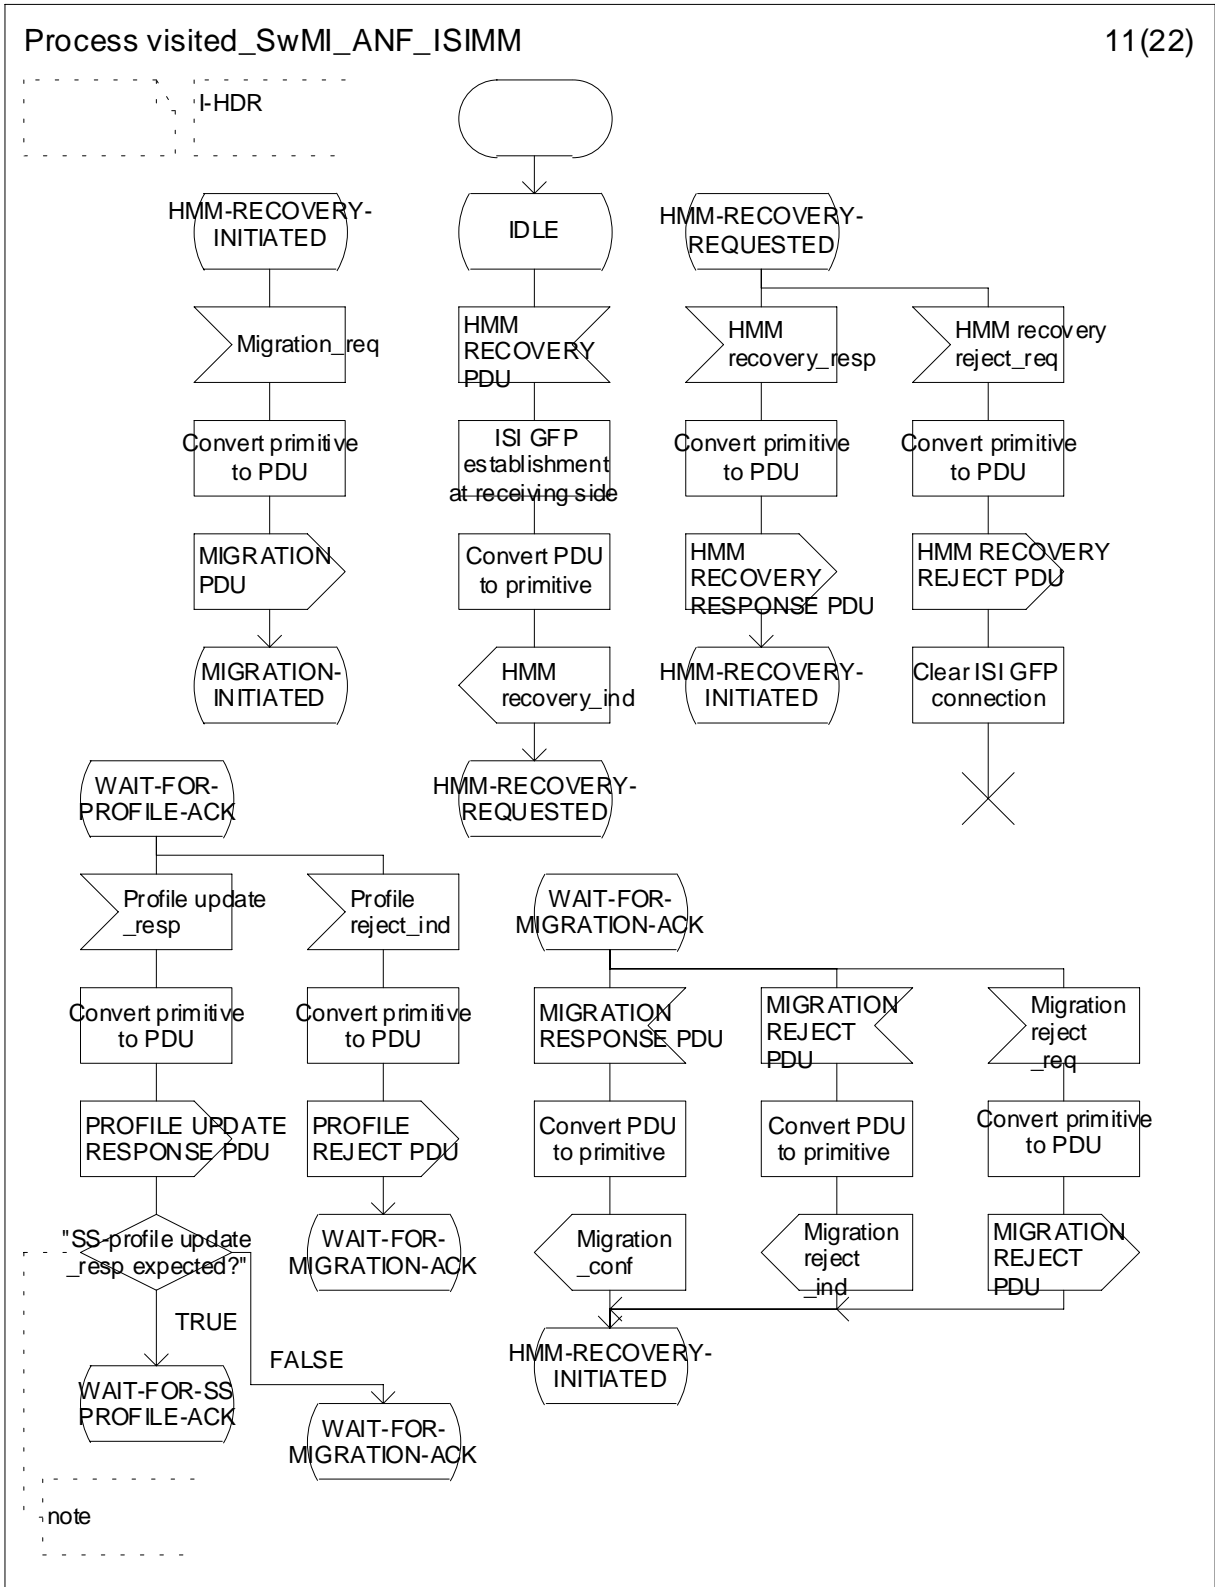 Process visited_SwMI_ANF_ISIMM
11(22)
I-HDR
HMM-RECOVERY-
INITIATED
Migration_req
Convert primitive
to PDU
MIGRATION
PDU
MIGRATION-
INITIATED
IDLE
HMM
RECOVERY
PDU
ISI GFP
establishment
at receiving side
Convert PDU
to primitive
HMM
recovery_ind
HMM-RECOVERY-
REQUESTED
HMM-RECOVERY-
REQUESTED
HMM
recovery_resp
Convert primitive
to PDU
HMM
RECOVERY
RESPONSE PDU
HMM-RECOVERY-
INITIATED
HMM recovery
reject_req
Convert primitive
to PDU
HMM RECOVERY
REJECT PDU
Clear ISI GFP
connection
WAIT-FOR-
PROFILE-ACK
Profile update
_resp
Convert primitive
to PDU
PROFILE UPDATE
RESPONSE PDU
"SS-profile update
_resp expected?"
TRUE
FALSE
WAIT-FOR-SS
PROFILE-ACK
WAIT-FOR-
MIGRATION-ACK
note
Profile
reject_ind
Convert primitive
to PDU
PROFILE
REJECT PDU
WAIT-FOR-
MIGRATION-ACK
WAIT-FOR-
MIGRATION-ACK
MIGRATION
RESPONSE PDU
Convert PDU
to primitive
Migration
_conf
HMM-RECOVERY-
INITIATED
MIGRATION
REJECT
PDU
Convert PDU
to primitive
Migration
reject
_ind
Migration
reject
_req
Convert primitive
to PDU
MIGRATION
REJECT
PDU